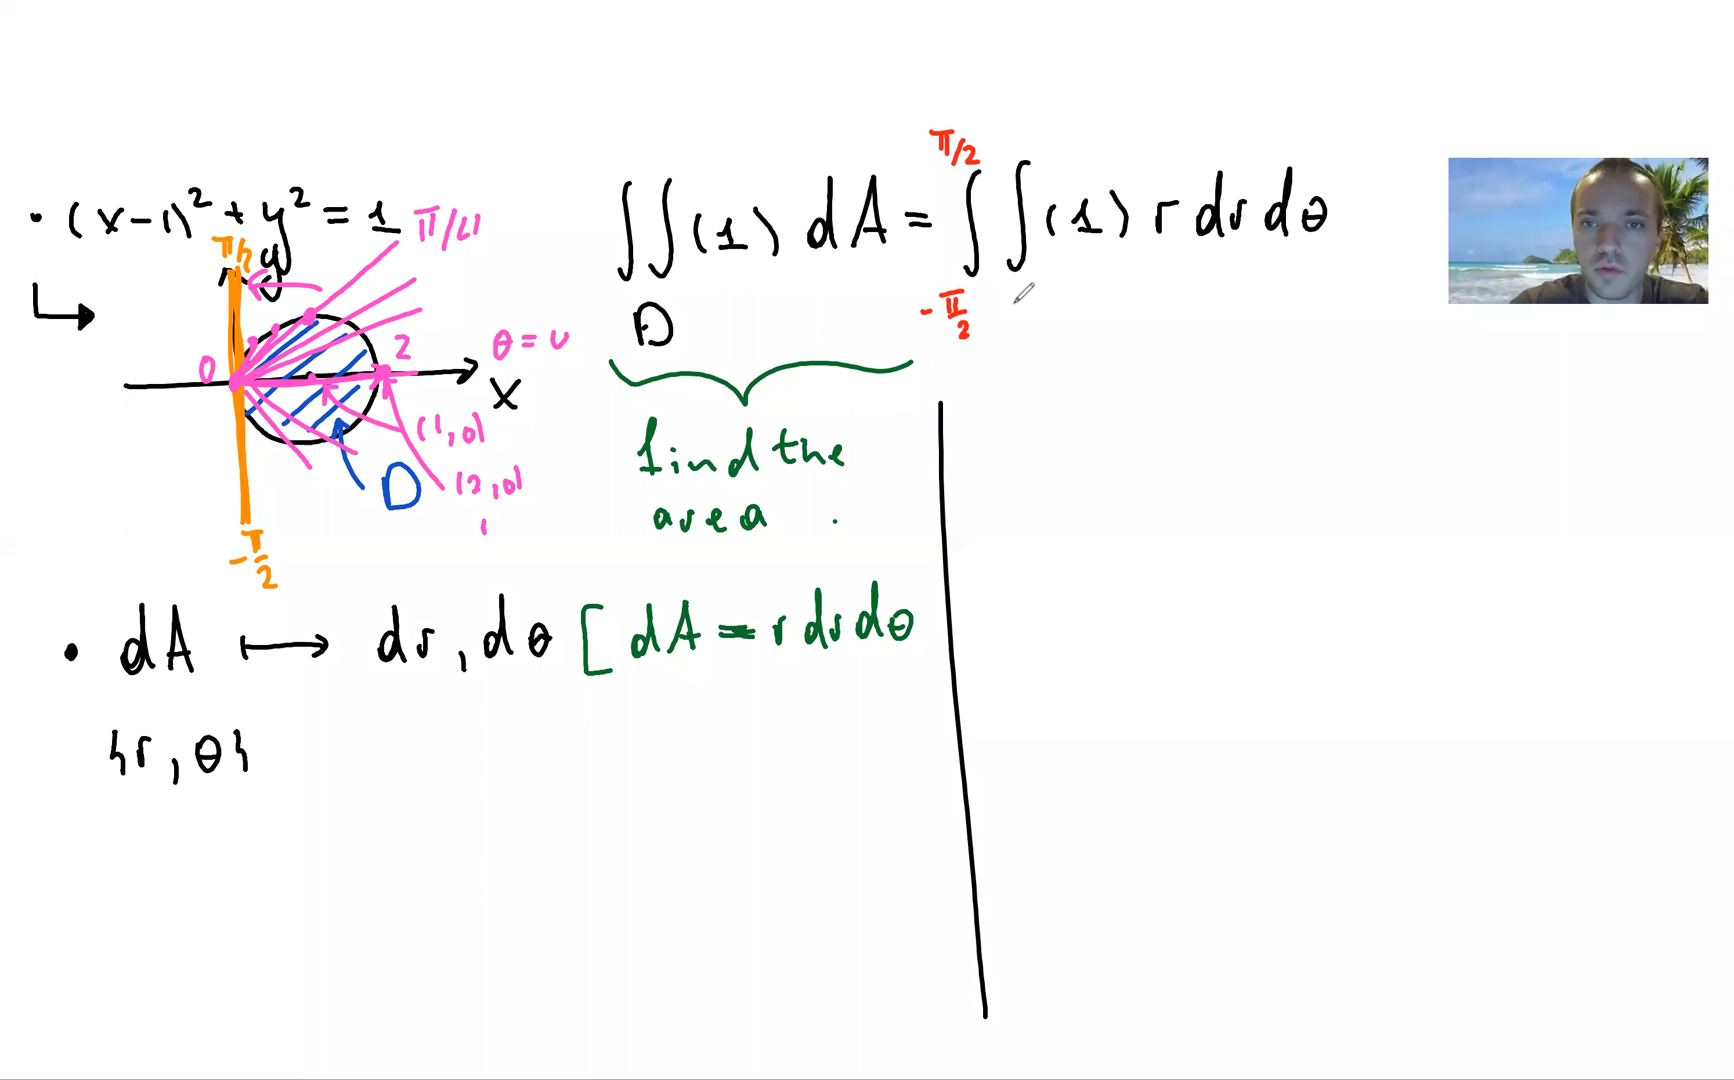 • (x-1)² + y² = 1
π/4
π/2
y
0
2
θ = 0
x
(1,0)
D
(2,0)
-π/2
∫∫ (1) dA = ∫∫ (1) r dr dθ
D
π/2
-π/2
find the
area .
• dA ⟼ dr, dθ [ dA = r dr dθ
{r, θ}